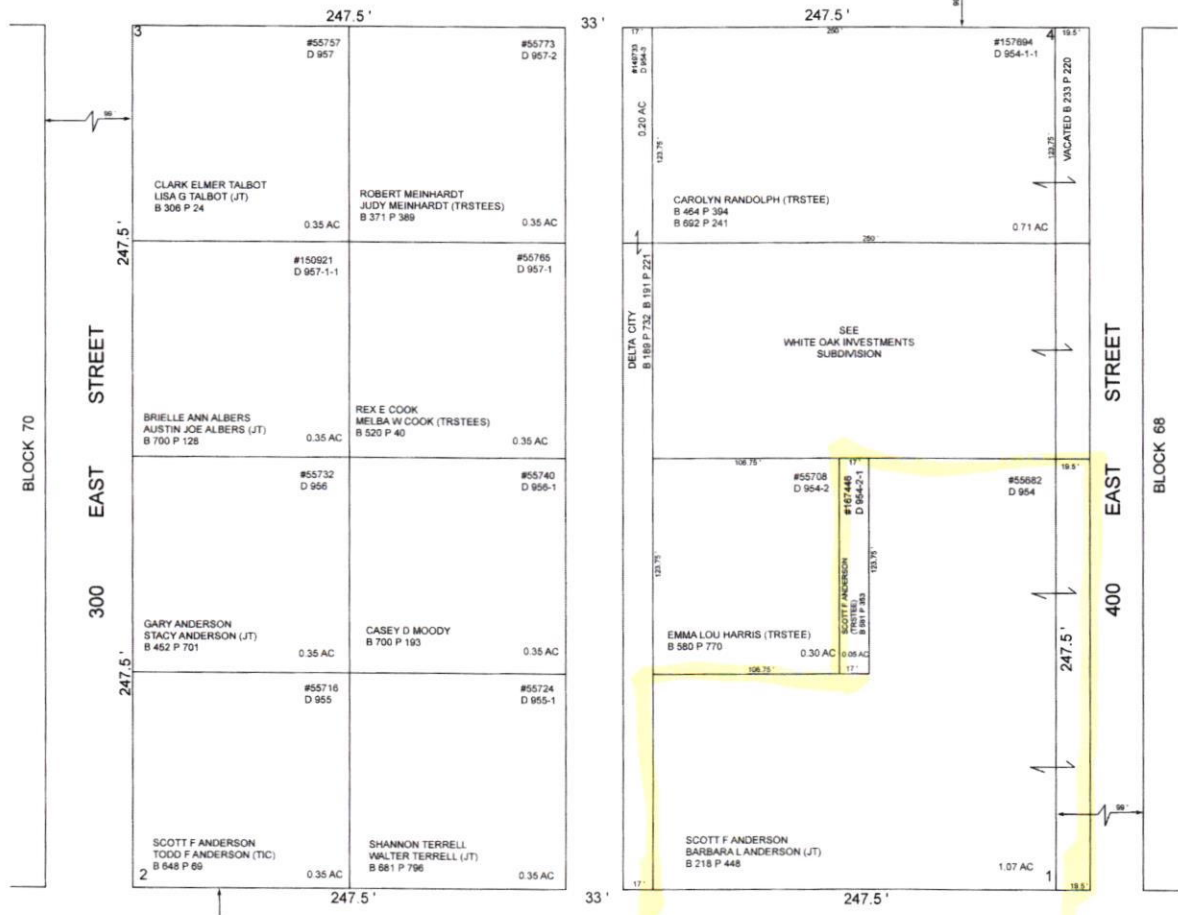 247.5 '
33 '
247.5 '
BLOCK 70
99 '
300 EAST STREET
247.5 '
247.5 '
3
#55757
D 957
CLARK ELMER TALBOT
LISA G TALBOT (JT)
B 306 P 24
0.35 AC
#55773
D 957-2
ROBERT MEINHARDT
JUDY MEINHARDT (TRSTEES)
B 371 P 389
0.35 AC
#150921
D 957-1-1
BRIELLE ANN ALBERS
AUSTIN JOE ALBERS (JT)
B 700 P 128
0.35 AC
#55765
D 957-1
REX E COOK
MELBA W COOK (TRSTEES)
B 520 P 40
0.35 AC
#55732
D 956
GARY ANDERSON
STACY ANDERSON (JT)
B 452 P 701
0.35 AC
#55740
D 956-1
CASEY D MOODY
B 700 P 193
0.35 AC
#55716
D 955
SCOTT F ANDERSON
TODD F ANDERSON (TIC)
B 648 P 69
0.35 AC
2
#55724
D 955-1
SHANNON TERRELL
WALTER TERRELL (JT)
B 681 P 796
0.35 AC
247.5 '
33 '
17 '
#149733
0.20 AC
123.75 '
DELTA CITY
B 189 P 732 B 191 P 221
#157694
D 954-1-1
4
CAROLYN RANDOLPH (TRSTEE)
B 464 P 394
B 692 P 241
0.71 AC
123.75 '
19.5 '
VACATED B 233 P 220
SEE
WHITE OAK INVESTMENTS
SUBDIVISION
106.75 '
17 '
19.5 '
#55708
D 954-2
123.75 '
EMMA LOU HARRIS (TRSTEE)
B 580 P 770
0.30 AC
106.75 '
#167446
D 954-2-1
SCOTT F ANDERSON
(TRSTEE)
0.05 AC
17 '
123.75 '
#55682
D 954
SCOTT F ANDERSON
BARBARA L ANDERSON (JT)
B 218 P 448
1.07 AC
1
247.5 '
17 '
247.5 '
19.5 '
400 EAST STREET
99 '
BLOCK 68